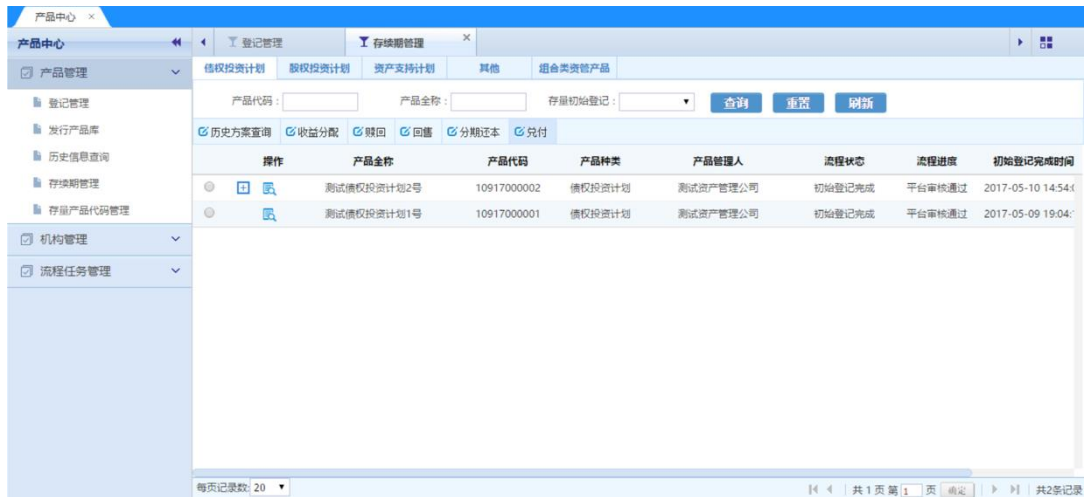 产品中心 ×
产品中心
登记管理
存续期管理 ×
产品管理
登记管理
发行产品库
历史信息查询
存续期管理
存量产品代码管理
机构管理
流程任务管理
债权投资计划 股权投资计划 资产支持计划 其他 组合类资管产品
产品代码： 产品全称： 存量初始登记： 查询 重置 刷新
历史方案查询 收益分配 赎回 回售 分期还本 兑付
操作 产品全称 产品代码 产品种类 产品管理人 流程状态 流程进度 初始登记完成时间
测试债权投资计划2号 10917000002 债权投资计划 测试资产管理公司 初始登记完成 平台审核通过 2017-05-10 14:54:
测试债权投资计划1号 10917000001 债权投资计划 测试资产管理公司 初始登记完成 平台审核通过 2017-05-09 19:04:
每页记录数: 20 共1页 第 1 页 确定 共2条记录